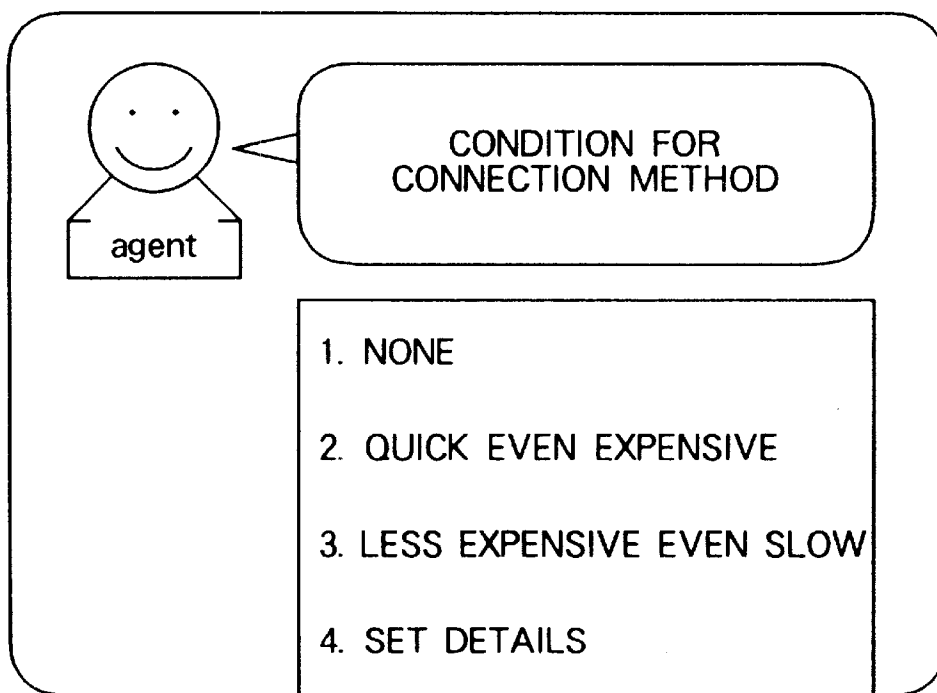 CONDITION FOR
CONNECTION METHOD
agent
1. NONE
2. QUICK EVEN EXPENSIVE
3. LESS EXPENSIVE EVEN SLOW
4. SET DETAILS